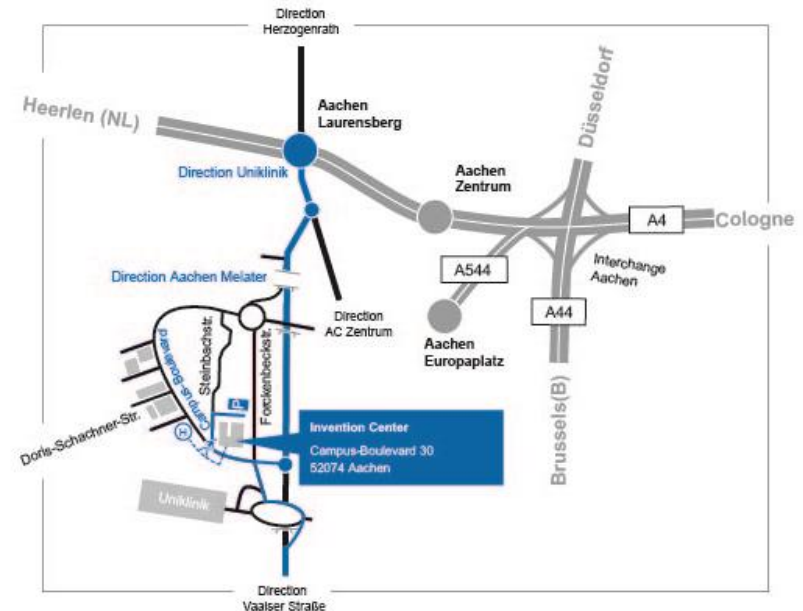 Direction
Herzogenrath
Heerlen (NL)
Aachen
Laurensberg
Düsseldorf
Direction Uniklinik
Aachen
Zentrum
A4
Cologne
A544
Interchange
Aachen
Direction Aachen Melater
A44
Direction
AC Zentrum
Aachen
Europaplatz
Campus-Boulevard
Steinbachstr.
Forckenbeckstr.
P
Brussels(B)
Invention Center
Campus-Boulevard 30
52074 Aachen
H
Doris-Schachner-Str.
Uniklinik
Direction
Vaalser Straße